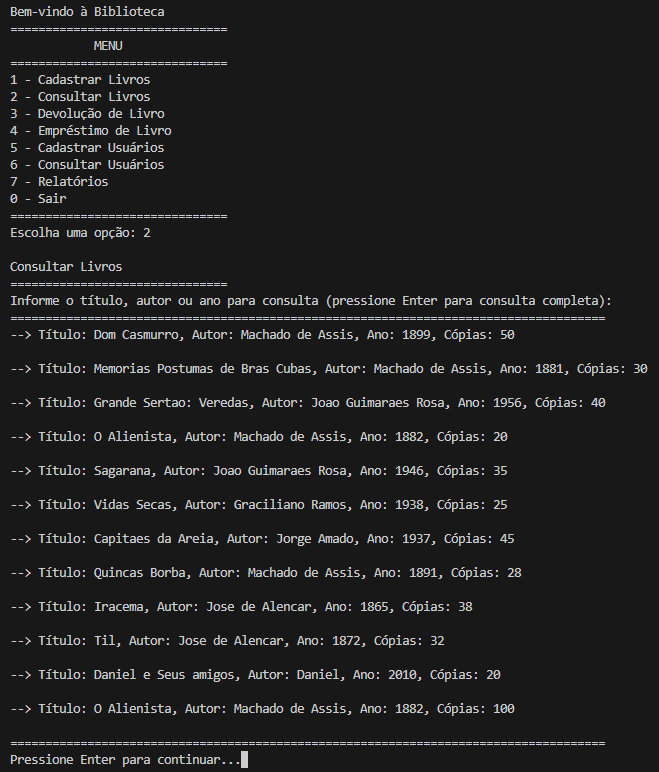 Bem-vindo à Biblioteca
===============================
MENU
===============================
1 - Cadastrar Livros
2 - Consultar Livros
3 - Devolução de Livro
4 - Empréstimo de Livro
5 - Cadastrar Usuários
6 - Consultar Usuários
7 - Relatórios
0 - Sair
===============================
Escolha uma opção: 2
Consultar Livros
===============================
Informe o título, autor ou ano para consulta (pressione Enter para consulta completa):
=====================================================================================
--> Título: Dom Casmurro, Autor: Machado de Assis, Ano: 1899, Cópias: 50
--> Título: Memorias Postumas de Bras Cubas, Autor: Machado de Assis, Ano: 1881, Cópias: 30
--> Título: Grande Sertao: Veredas, Autor: Joao Guimaraes Rosa, Ano: 1956, Cópias: 40
--> Título: O Alienista, Autor: Machado de Assis, Ano: 1882, Cópias: 20
--> Título: Sagarana, Autor: Joao Guimaraes Rosa, Ano: 1946, Cópias: 35
--> Título: Vidas Secas, Autor: Graciliano Ramos, Ano: 1938, Cópias: 25
--> Título: Capitaes da Areia, Autor: Jorge Amado, Ano: 1937, Cópias: 45
--> Título: Quincas Borba, Autor: Machado de Assis, Ano: 1891, Cópias: 28
--> Título: Iracema, Autor: Jose de Alencar, Ano: 1865, Cópias: 38
--> Título: Til, Autor: Jose de Alencar, Ano: 1872, Cópias: 32
--> Título: Daniel e Seus amigos, Autor: Daniel, Ano: 2010, Cópias: 20
--> Título: O Alienista, Autor: Machado de Assis, Ano: 1882, Cópias: 100
=====================================================================================
Pressione Enter para continuar...